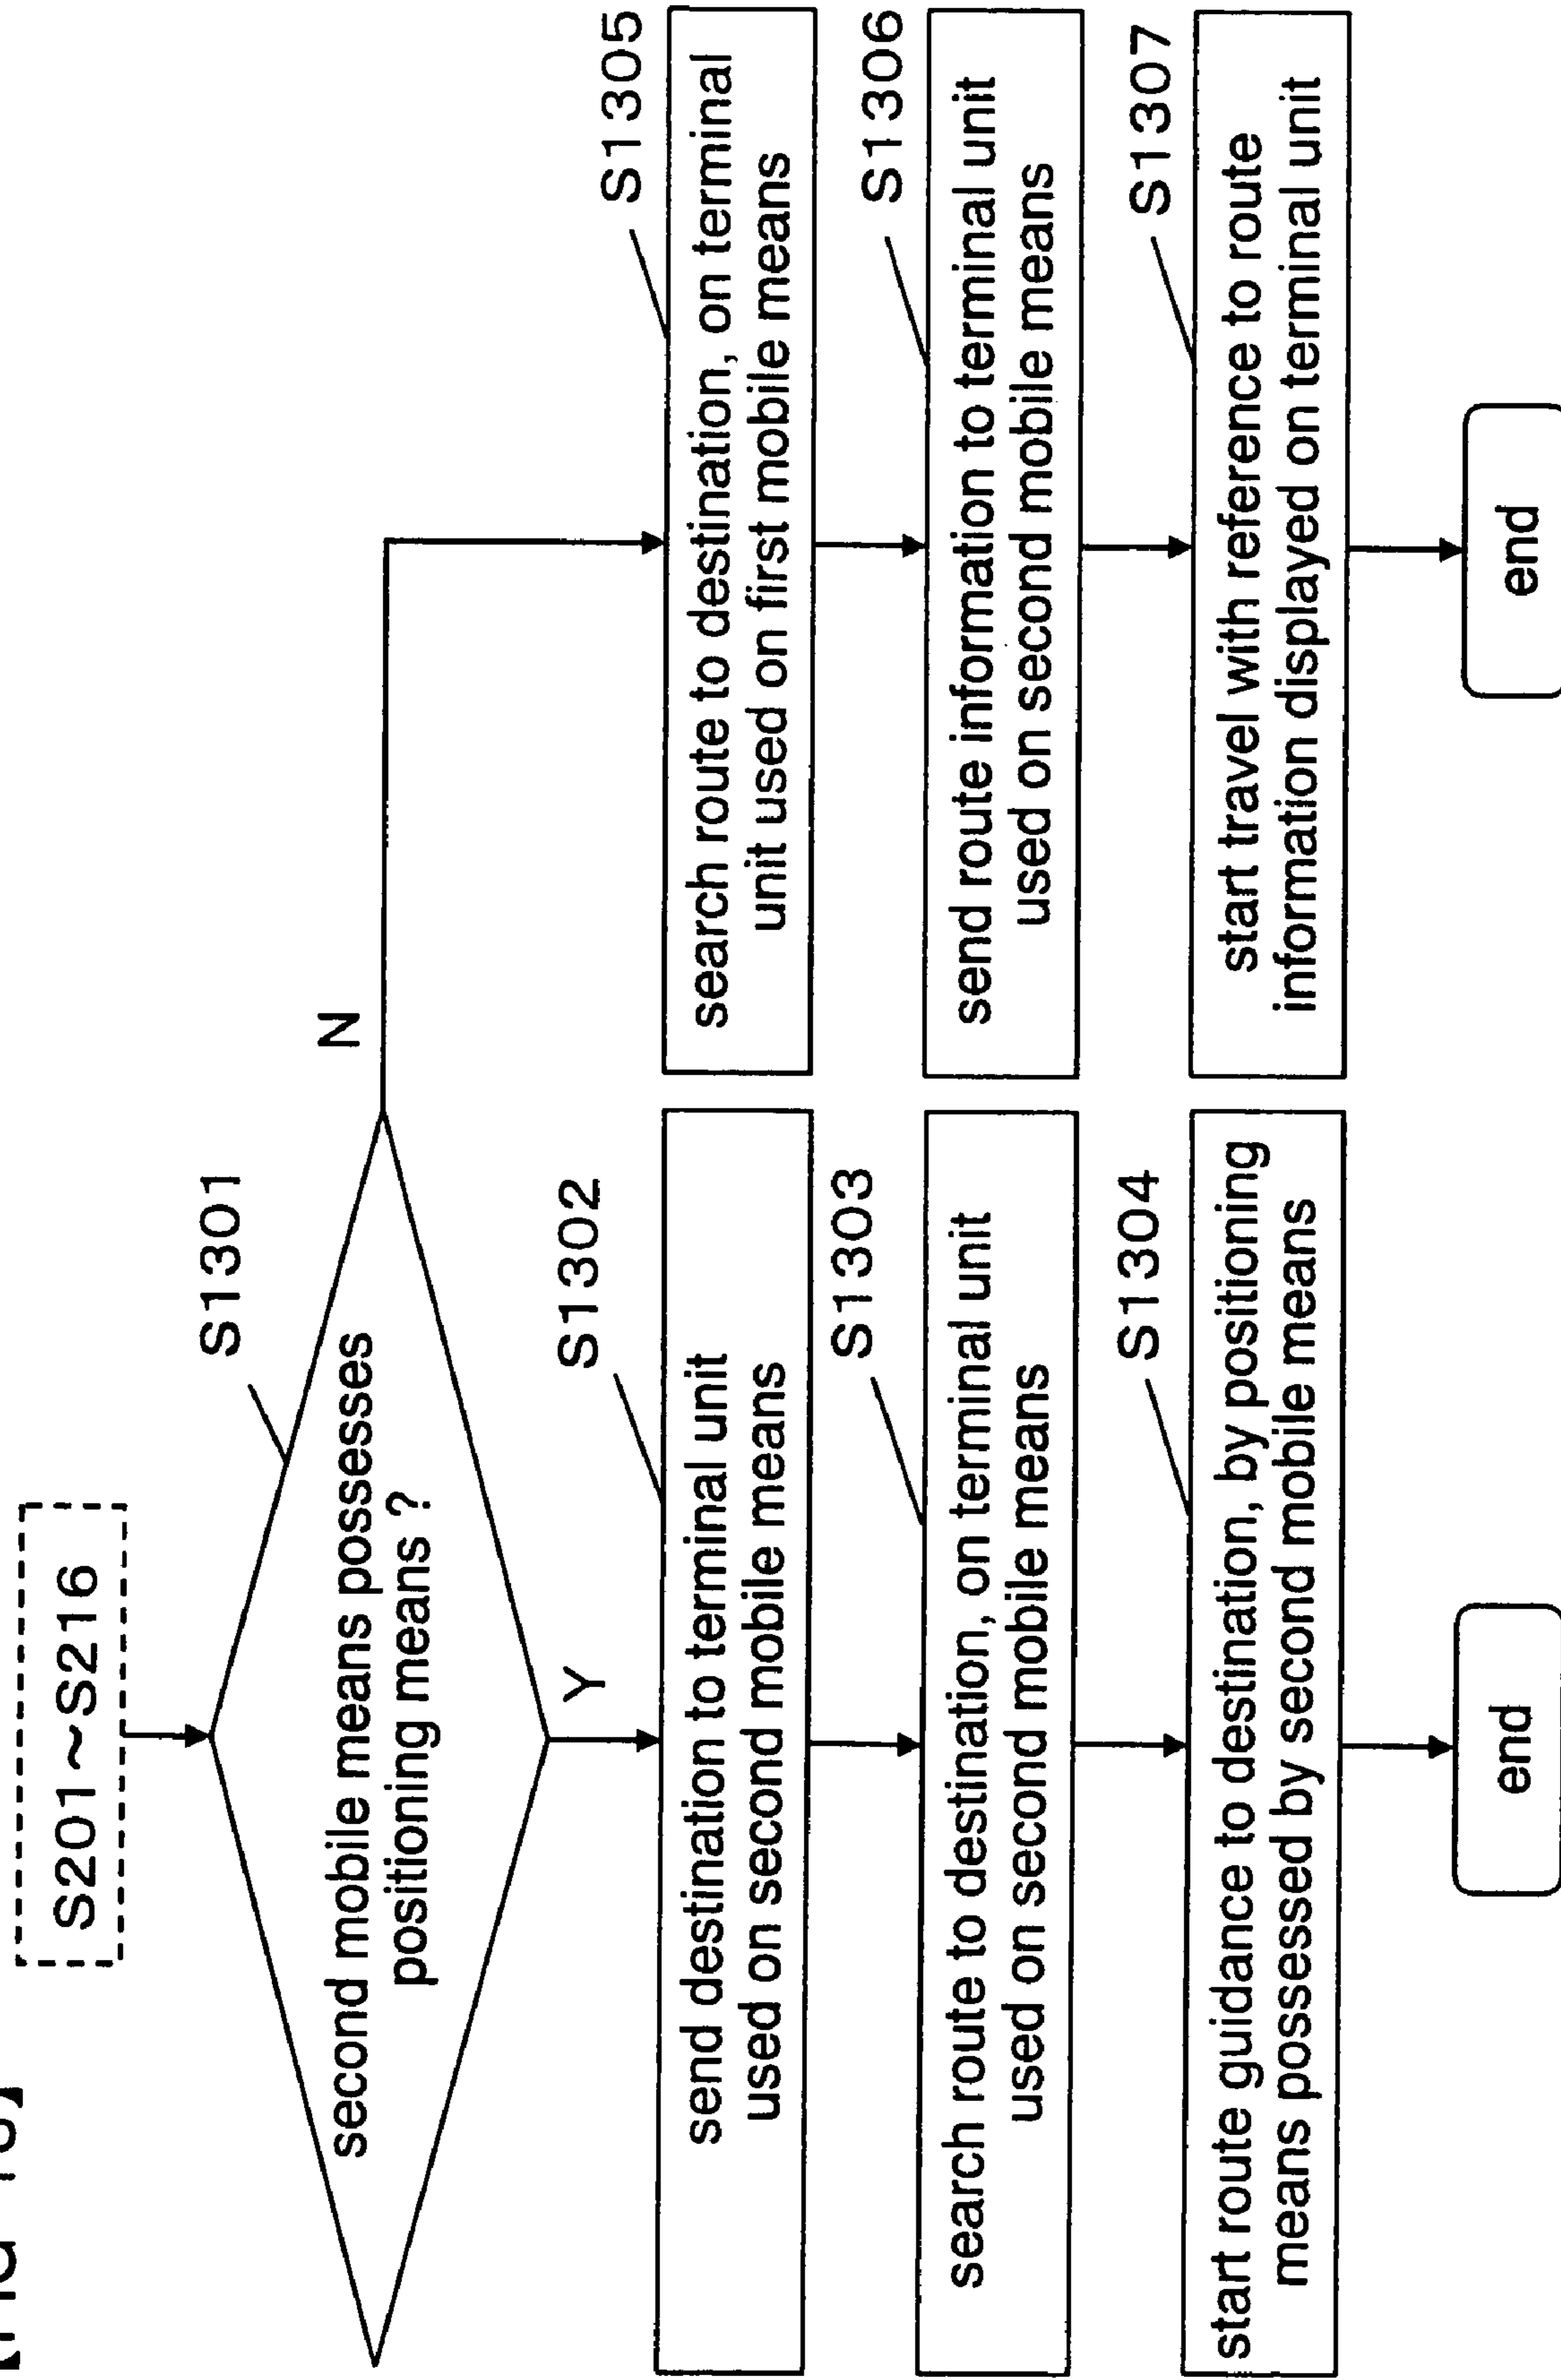 S201~S216
S1301
second mobile means possesses
positioning means ?
N
Y
S1302
send destination to terminal unit
used on second mobile means
S1303
search route to destination, on terminal unit
used on second mobile means
S1304
start route guidance to destination, by positioning
means possessed by second mobile means
end
S1305
search route to destination, on terminal
unit used on first mobile means
S1306
send route information to terminal unit
used on second mobile means
S1307
start travel with reference to route
information displayed on terminal unit
end